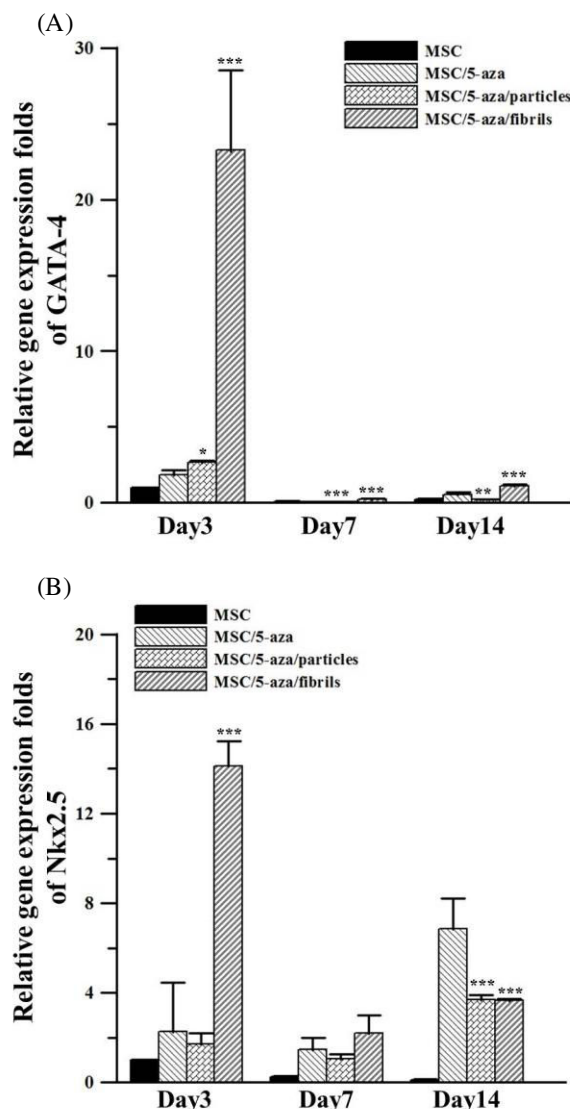 (A)
MSC
MSC/5-aza
MSC/5-aza/particles
MSC/5-aza/fibrils
Relative gene expression folds
of GATA-4
30
20
10
0
***
*
*** ***
** ***
Day3 Day7 Day14
(B)
MSC
MSC/5-aza
MSC/5-aza/particles
MSC/5-aza/fibrils
Relative gene expression folds
of Nkx2.5
20
16
12
8
4
0
***
*** ***
Day3 Day7 Day14